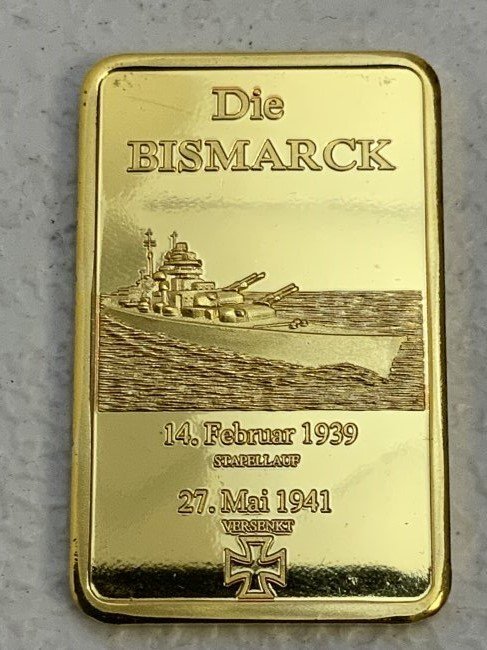 Die
BISMARCK
14. Februar 1939
STAPELLAUF
27. Mai 1941
VERSENKT